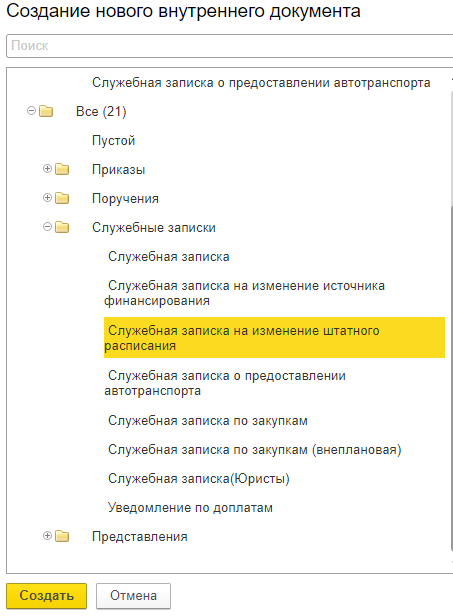 Создание нового внутреннего документа
Поиск
Служебная записка о предоставлении автотранспорта
Все (21)
Пустой
Приказы
Поручения
Служебные записки
Служебная записка
Служебная записка на изменение источника
финансирования
Служебная записка на изменение штатного
расписания
Служебная записка о предоставлении
автотранспорта
Служебная записка по закупкам
Служебная записка по закупкам (внеплановая)
Служебная записка(Юристы)
Уведомление по доплатам
Представления
Создать
Отмена